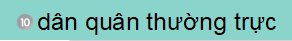 ⑩ dân quân thường trực